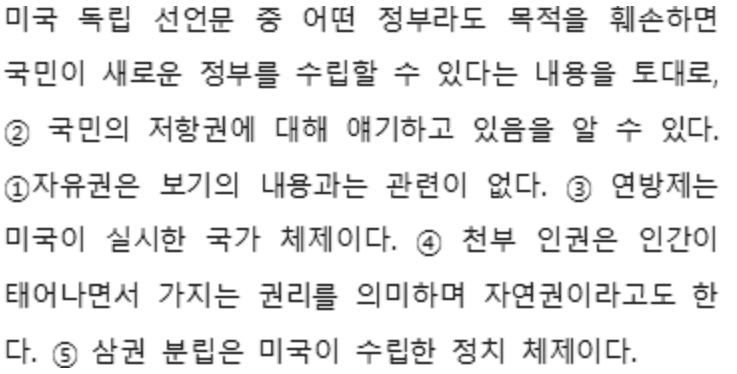 미국 독립 선언문 중 어떤 정부라도 목적을 훼손하면
국민이 새로운 정부를 수립할 수 있다는 내용을 토대로,
② 국민의 저항권에 대해 얘기하고 있음을 알 수 있다.
①자유권은 보기의 내용과는 관련이 없다. ③ 연방제는
미국이 실시한 국가 체제이다. ④ 천부 인권은 인간이
태어나면서 가지는 권리를 의미하며 자연권이라고도 한
다. ⑤ 삼권 분립은 미국이 수립한 정치 체제이다.